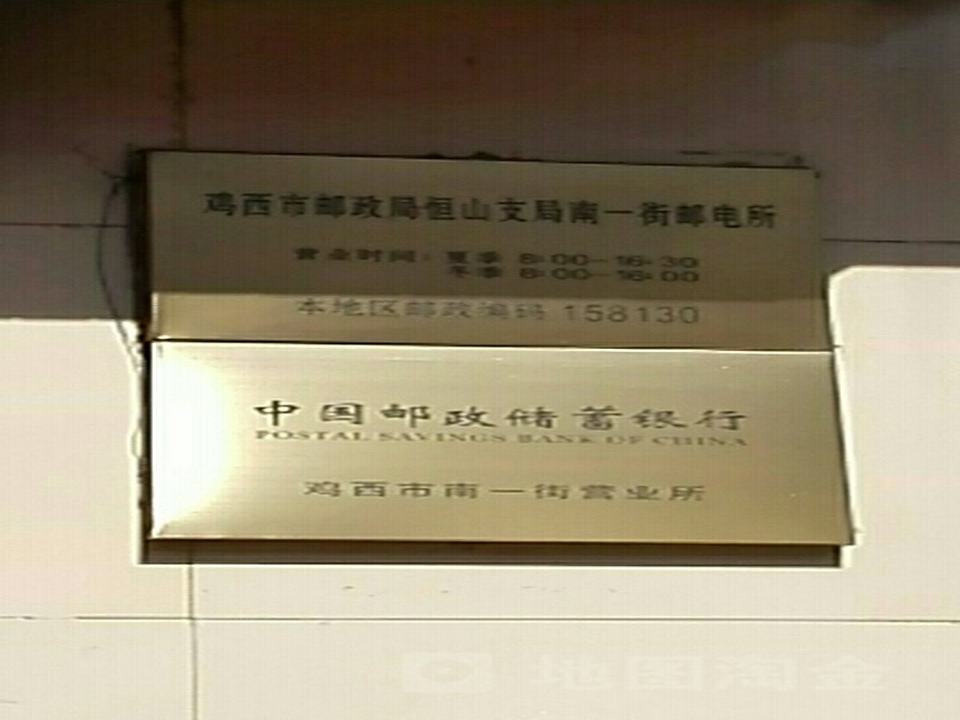 鸡西市邮政局恒山支局南一街邮电所
营业时间：夏季 8:00—16:30
冬季 8:00—16:00
本地区邮政编码 158130
中国邮政储蓄银行
POSTAL SAVINGS BANK OF CHINA
鸡西市南一街营业所
地图淘金